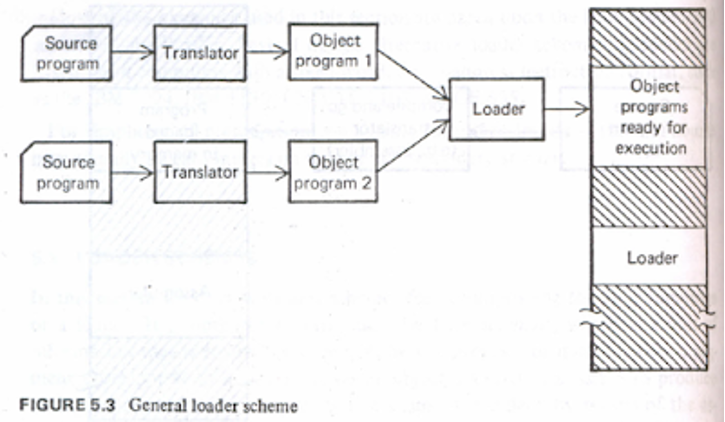 Source
program
Translator
Object
program 1
Source
program
Translator
Object
program 2
Loader
Object
programs
ready for
execution
Loader
FIGURE 5.3 General loader scheme